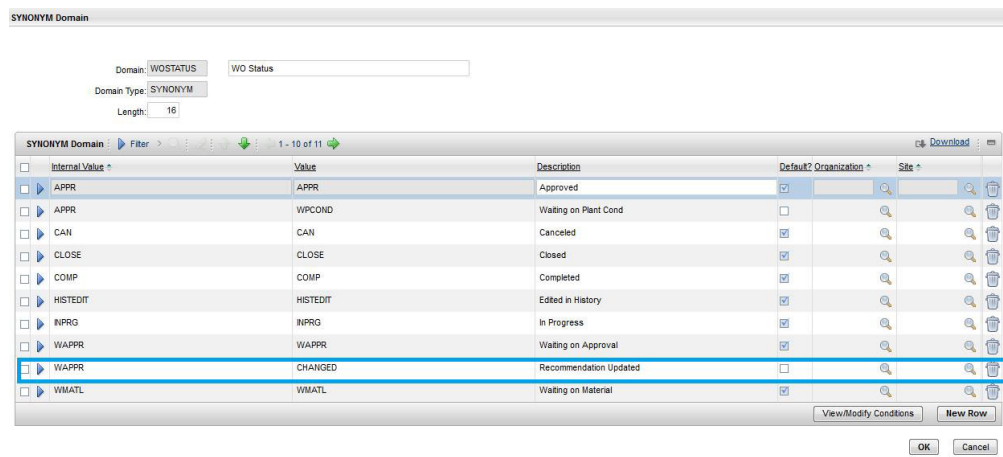 SYNONYM Domain
Domain: WOSTATUS WO Status
Domain Type: SYNONYM
Length: 16
SYNONYM Domain Filter 1 - 10 of 11 Download
Internal Value Value Description Default? Organization Site
APPR APPR Approved
APPR WPCOND Waiting on Plant Cond
CAN CAN Canceled
CLOSE CLOSE Closed
COMP COMP Completed
HISTEDIT HISTEDIT Edited in History
INPRG INPRG In Progress
WAPPR WAPPR Waiting on Approval
WAPPR CHANGED Recommendation Updated
WMATL WMATL Waiting on Material
View/Modify Conditions New Row
OK Cancel